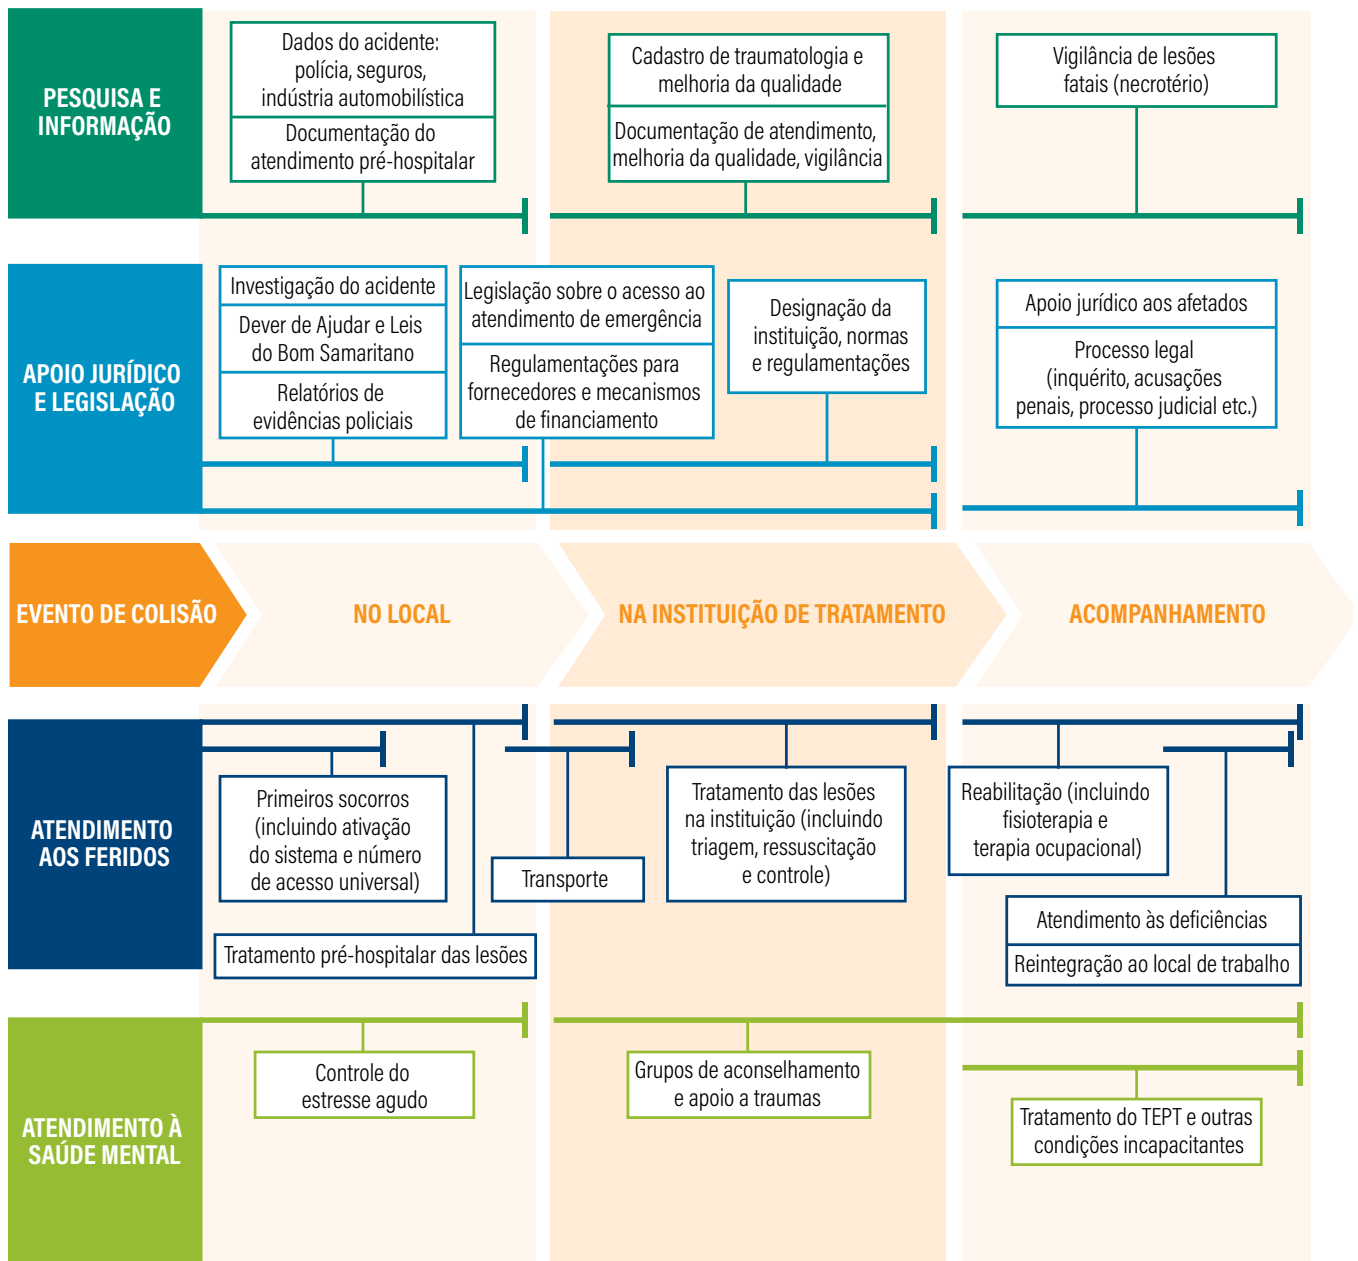 PESQUISA E
INFORMAÇÃO
Dados do acidente:
polícia, seguros,
indústria automobilística
Documentação do
atendimento pré-hospitalar
Cadastro de traumatologia e
melhoria da qualidade
Documentação de atendimento,
melhoria da qualidade, vigilância
Vigilância de lesões
fatais (necrotério)
APOIO JURÍDICO
E LEGISLAÇÃO
Investigação do acidente
Dever de Ajudar e Leis
do Bom Samaritano
Relatórios de
evidências policiais
Legislação sobre o acesso ao
atendimento de emergência
Regulamentações para
fornecedores e mecanismos
de financiamento
Designação da
instituição, normas
e regulamentações
Apoio jurídico aos afetados
Processo legal
(inquérito, acusações
penais, processo judicial etc.)
EVENTO DE COLISÃO
NO LOCAL
NA INSTITUIÇÃO DE TRATAMENTO
ACOMPANHAMENTO
ATENDIMENTO
AOS FERIDOS
Primeiros socorros
(incluindo ativação
do sistema e número
de acesso universal)
Tratamento pré-hospitalar das lesões
Transporte
Tratamento das lesões
na instituição (incluindo
triagem, ressuscitação
e controle)
Reabilitação (incluindo
fisioterapia e
terapia ocupacional)
Atendimento às deficiências
Reintegração ao local de trabalho
ATENDIMENTO À
SAÚDE MENTAL
Controle do
estresse agudo
Grupos de aconselhamento
e apoio a traumas
Tratamento do TEPT e outras
condições incapacitantes